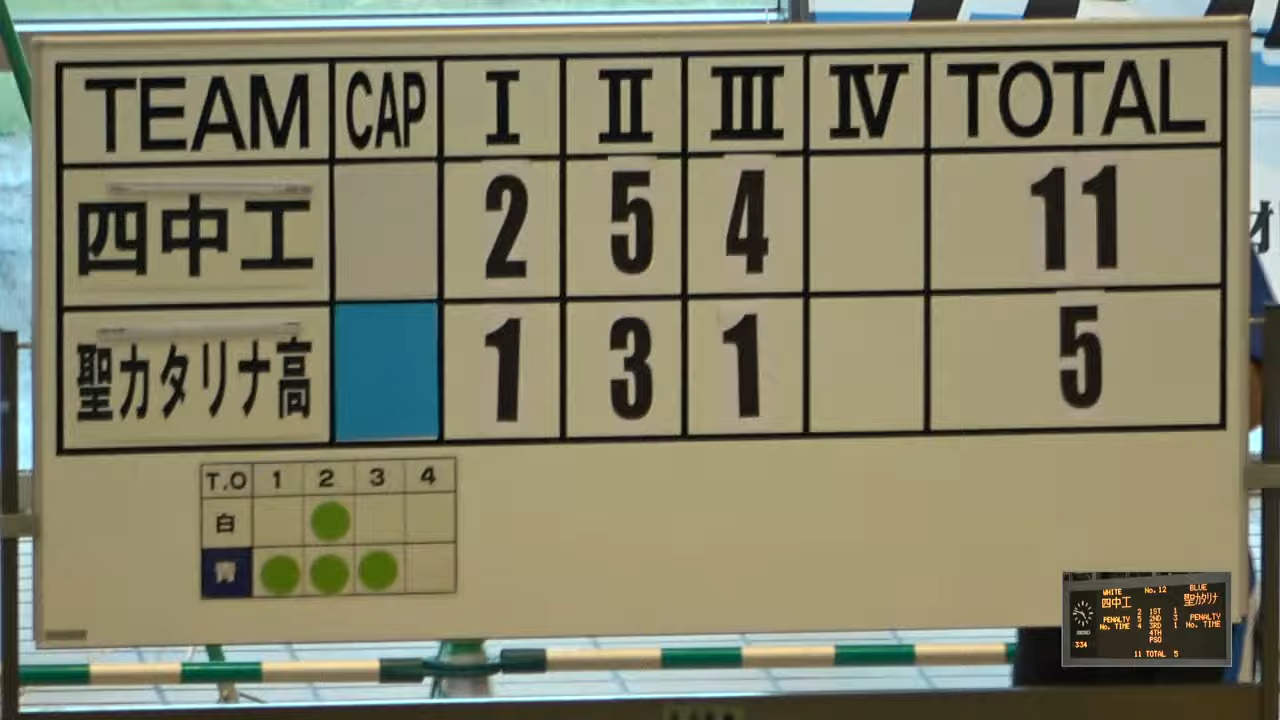 TEAM CAP Ⅰ Ⅱ Ⅲ Ⅳ TOTAL
四中工 2 5 4 11
聖カタリナ高 1 3 1 5
T.O 1 2 3 4
白
青
WHITE No.12 BLUE
四中工 聖カタリナ
2 1ST 1
PENALTY 5 2ND 3 PENALTY
No. TIME 4 3RD 1 No. TIME
4TH
PSO
334
11 TOTAL 5